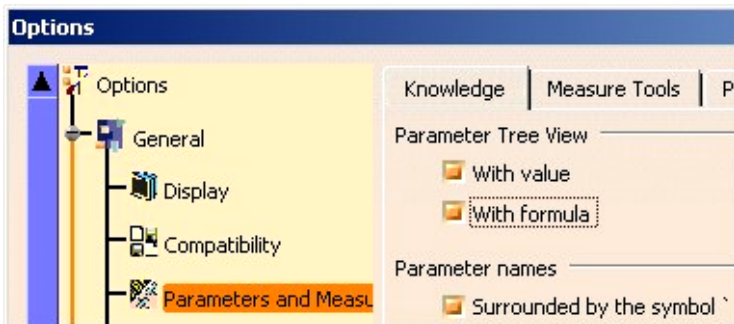 Options
Options
General
Display
Compatibility
Parameters and Measu
Knowledge
Measure Tools
P
Parameter Tree View
With value
With formula
Parameter names
Surrounded by the symbol `